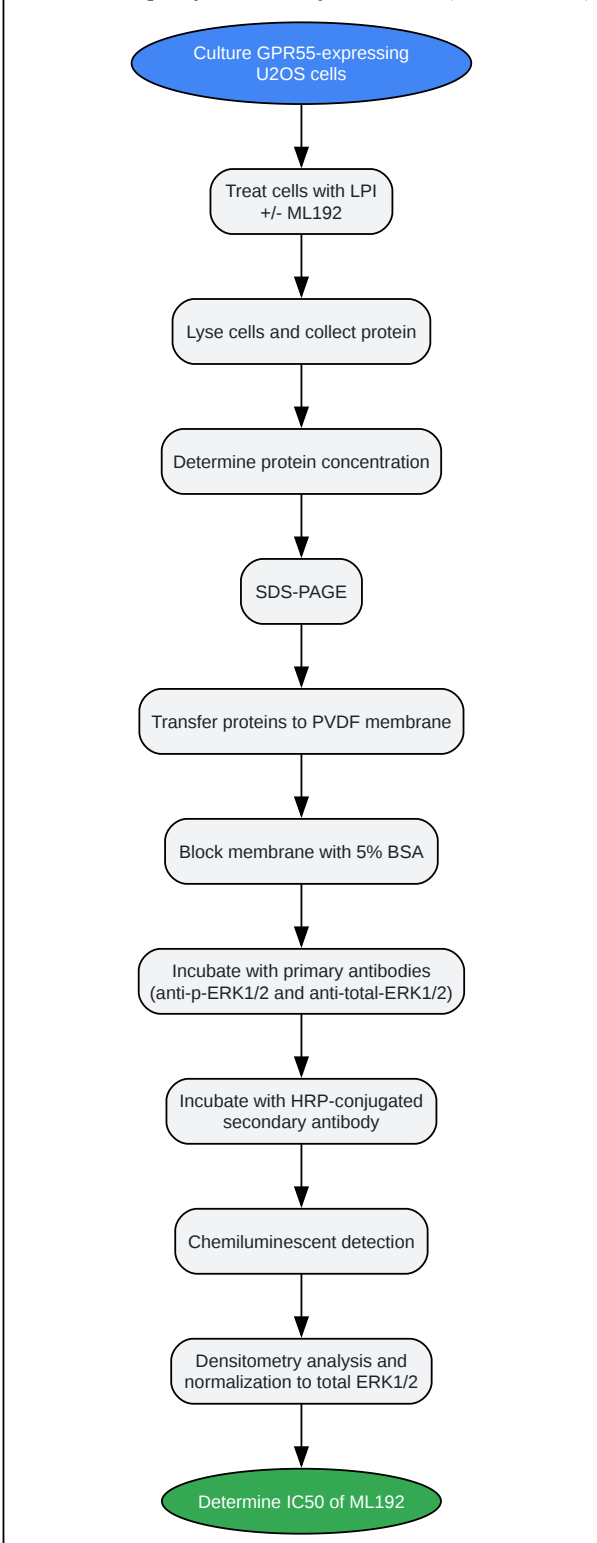 Culture GPR55-expressing
U2OS cells
Treat cells with LPI
+/- ML192
Lyse cells and collect protein
Determine protein concentration
SDS-PAGE
Transfer proteins to PVDF membrane
Block membrane with 5% BSA
Incubate with primary antibodies
(anti-p-ERK1/2 and anti-total-ERK1/2)
Incubate with HRP-conjugated
secondary antibody
Chemiluminescent detection
Densitometry analysis and
normalization to total ERK1/2
Determine IC50 of ML192